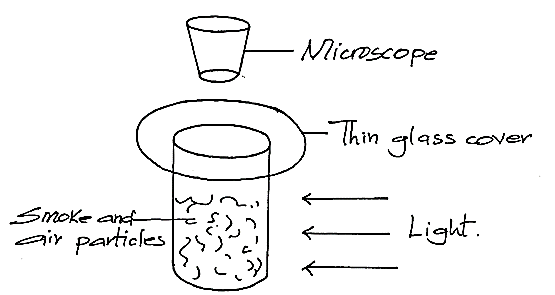 Microscope
Thin glass cover
Smoke and
air particles
Light.